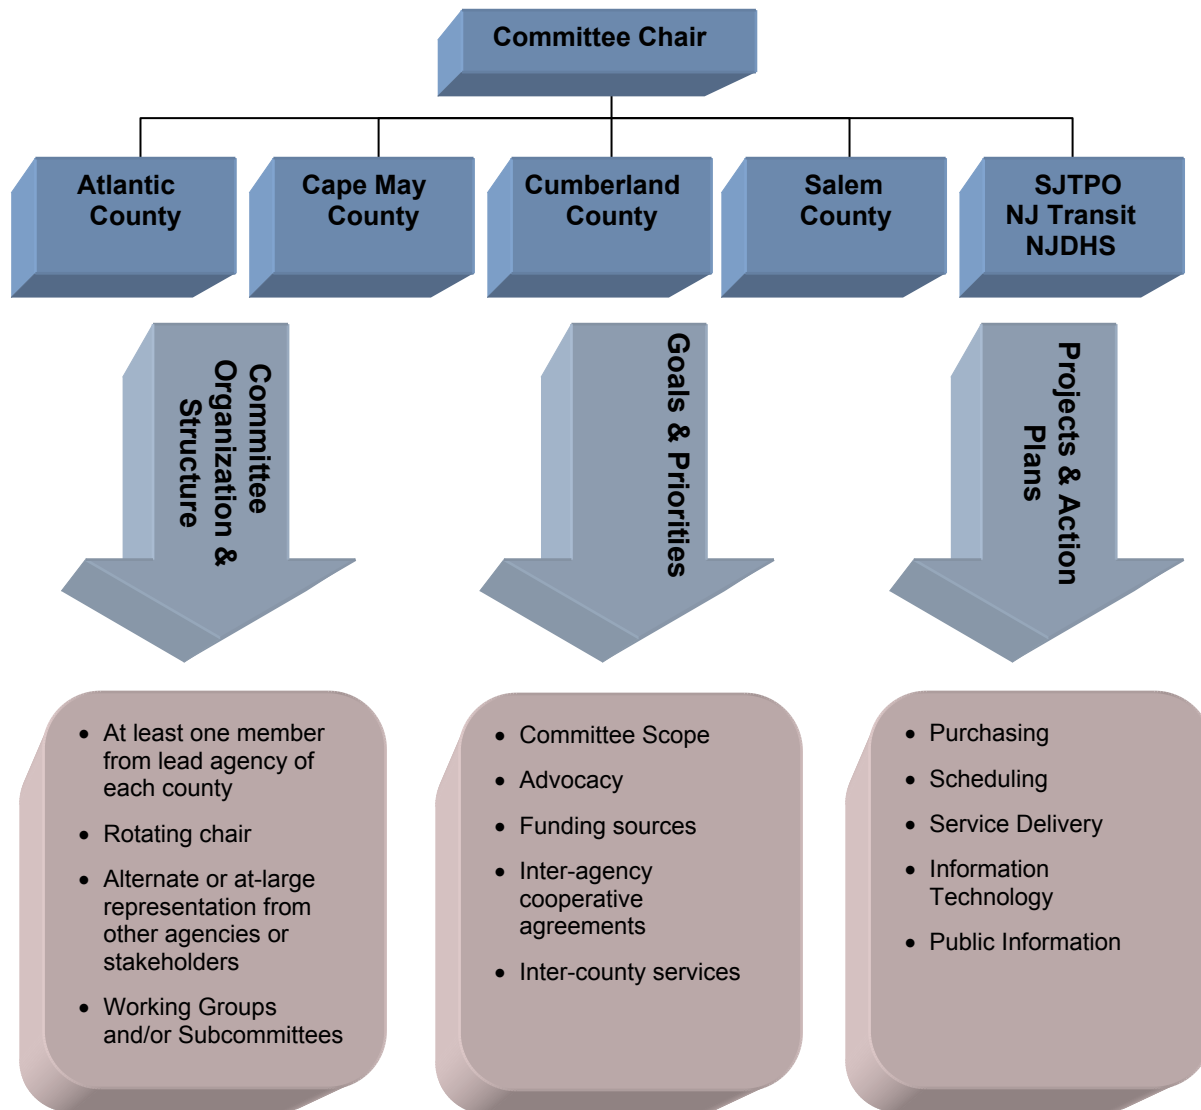 Committee Chair
Atlantic
County
Cape May
County
Cumberland
County
Salem
County
SJTPO
NJ Transit
NJDHS
Committee
Organization &
Structure
Goals & Priorities
Projects & Action
Plans
• At least one member
from lead agency of
each county
• Rotating chair
• Alternate or at-large
representation from
other agencies or
stakeholders
• Working Groups
and/or Subcommittees
• Committee Scope
• Advocacy
• Funding sources
• Inter-agency
cooperative
agreements
• Inter-county services
• Purchasing
• Scheduling
• Service Delivery
• Information
Technology
• Public Information